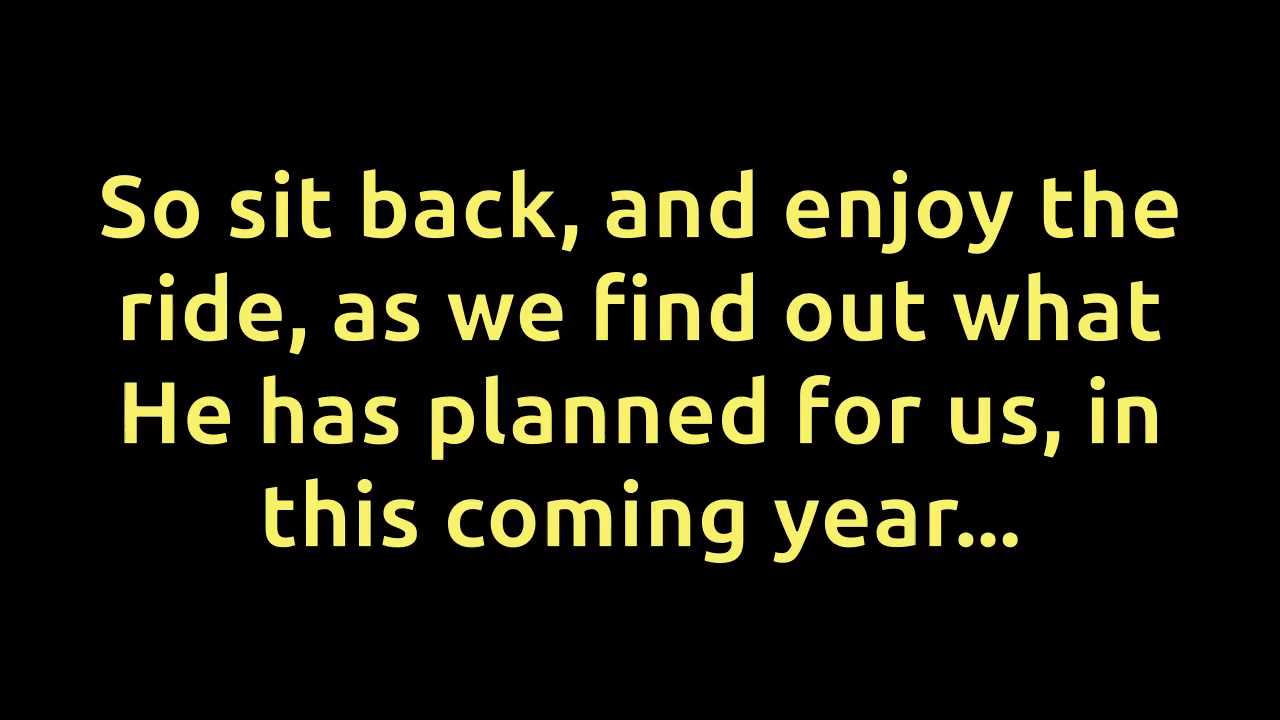 So sit back, and enjoy the
ride, as we find out what
He has planned for us, in
this coming year...